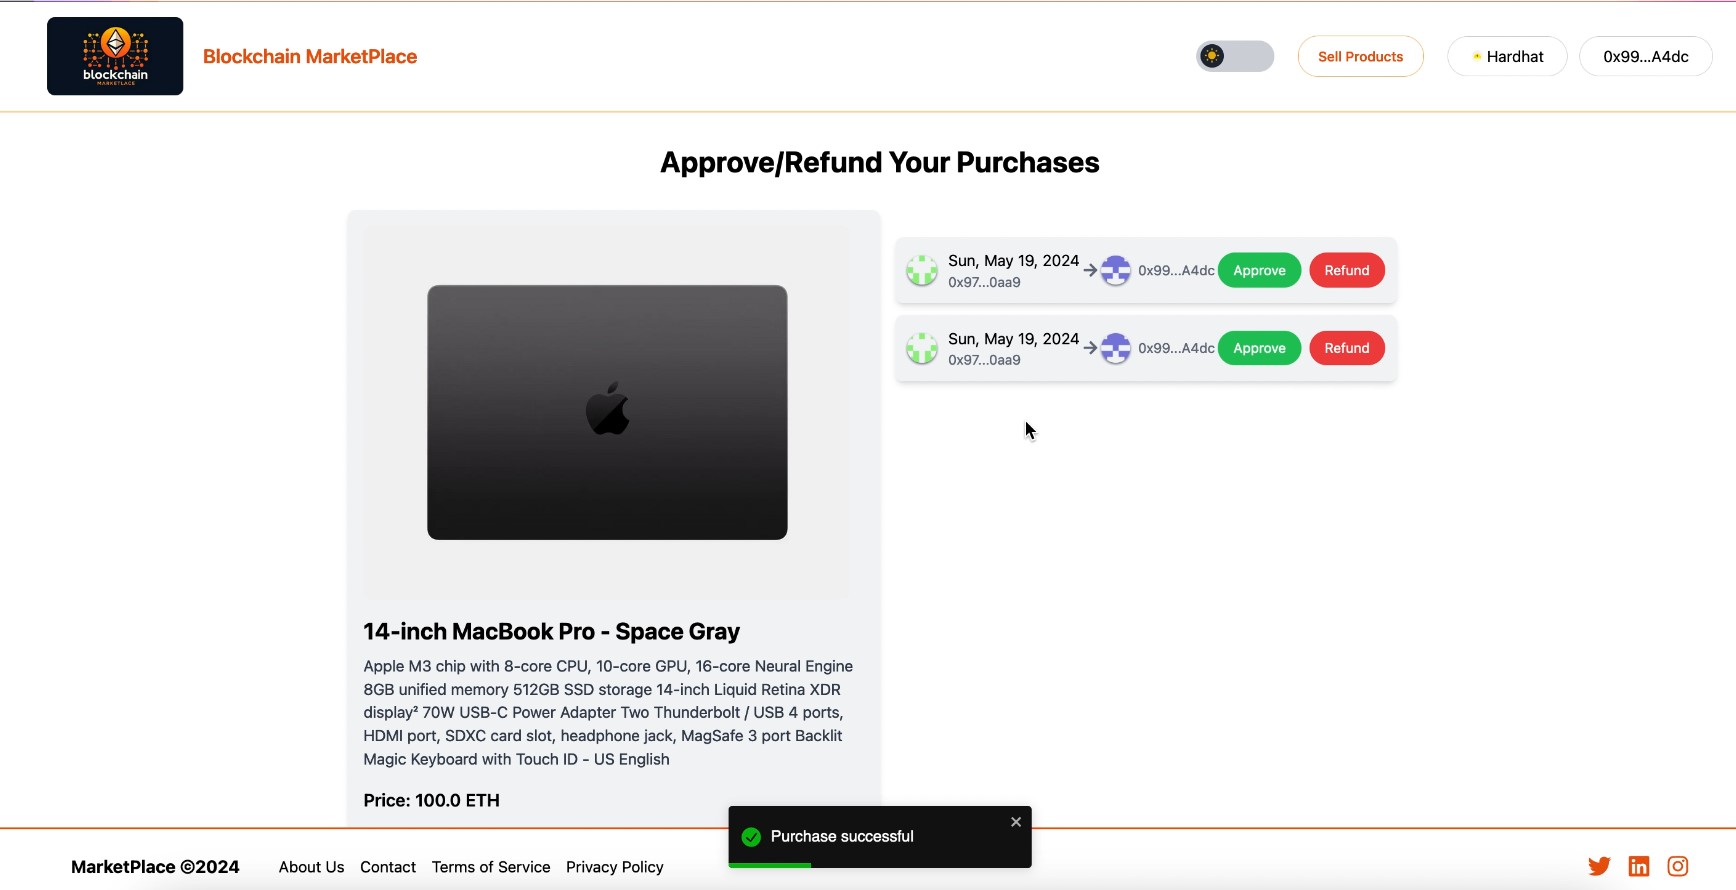 blockchain
MARKETPLACE
Blockchain MarketPlace
Sell Products
Hardhat
0x99...A4dc
Approve/Refund Your Purchases
Sun, May 19, 2024
0x97...0aa9
0x99...A4dc
Approve
Refund
Sun, May 19, 2024
0x97...0aa9
0x99...A4dc
Approve
Refund
14-inch MacBook Pro - Space Gray
Apple M3 chip with 8-core CPU, 10-core GPU, 16-core Neural Engine
8GB unified memory 512GB SSD storage 14-inch Liquid Retina XDR
display² 70W USB-C Power Adapter Two Thunderbolt / USB 4 ports,
HDMI port, SDXC card slot, headphone jack, MagSafe 3 port Backlit
Magic Keyboard with Touch ID - US English
Price: 100.0 ETH
Purchase successful
MarketPlace ©2024
About Us
Contact
Terms of Service
Privacy Policy